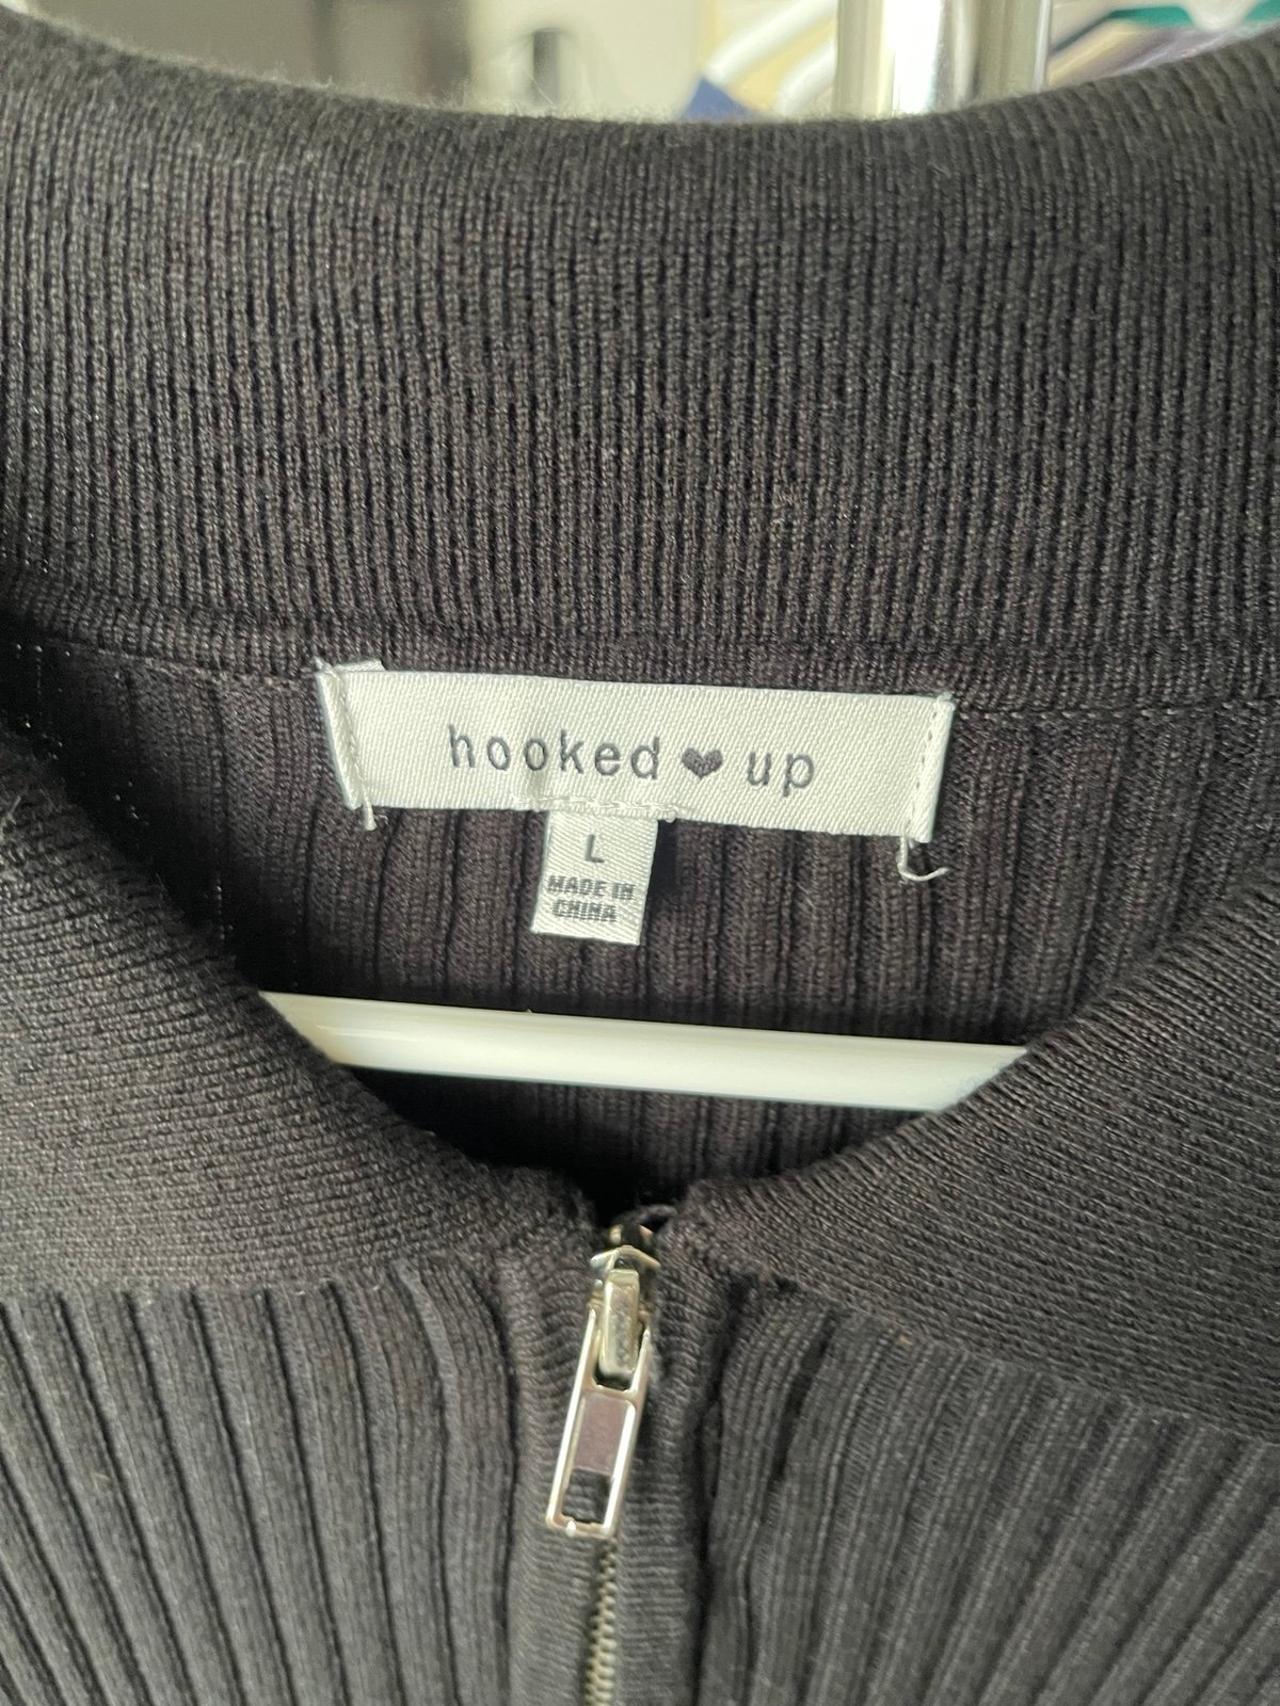 hooked ♥ up
L
MADE IN
CHINA